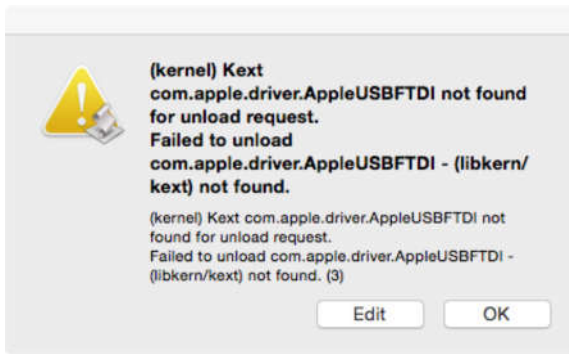 (kernel) Kext
com.apple.driver.AppleUSBFTDI not found
for unload request.
Failed to unload
com.apple.driver.AppleUSBFTDI - (libkern/
kext) not found.
(kernel) Kext com.apple.driver.AppleUSBFTDI not
found for unload request.
Failed to unload com.apple.driver.AppleUSBFTDI -
(libkern/kext) not found. (3)
Edit
OK